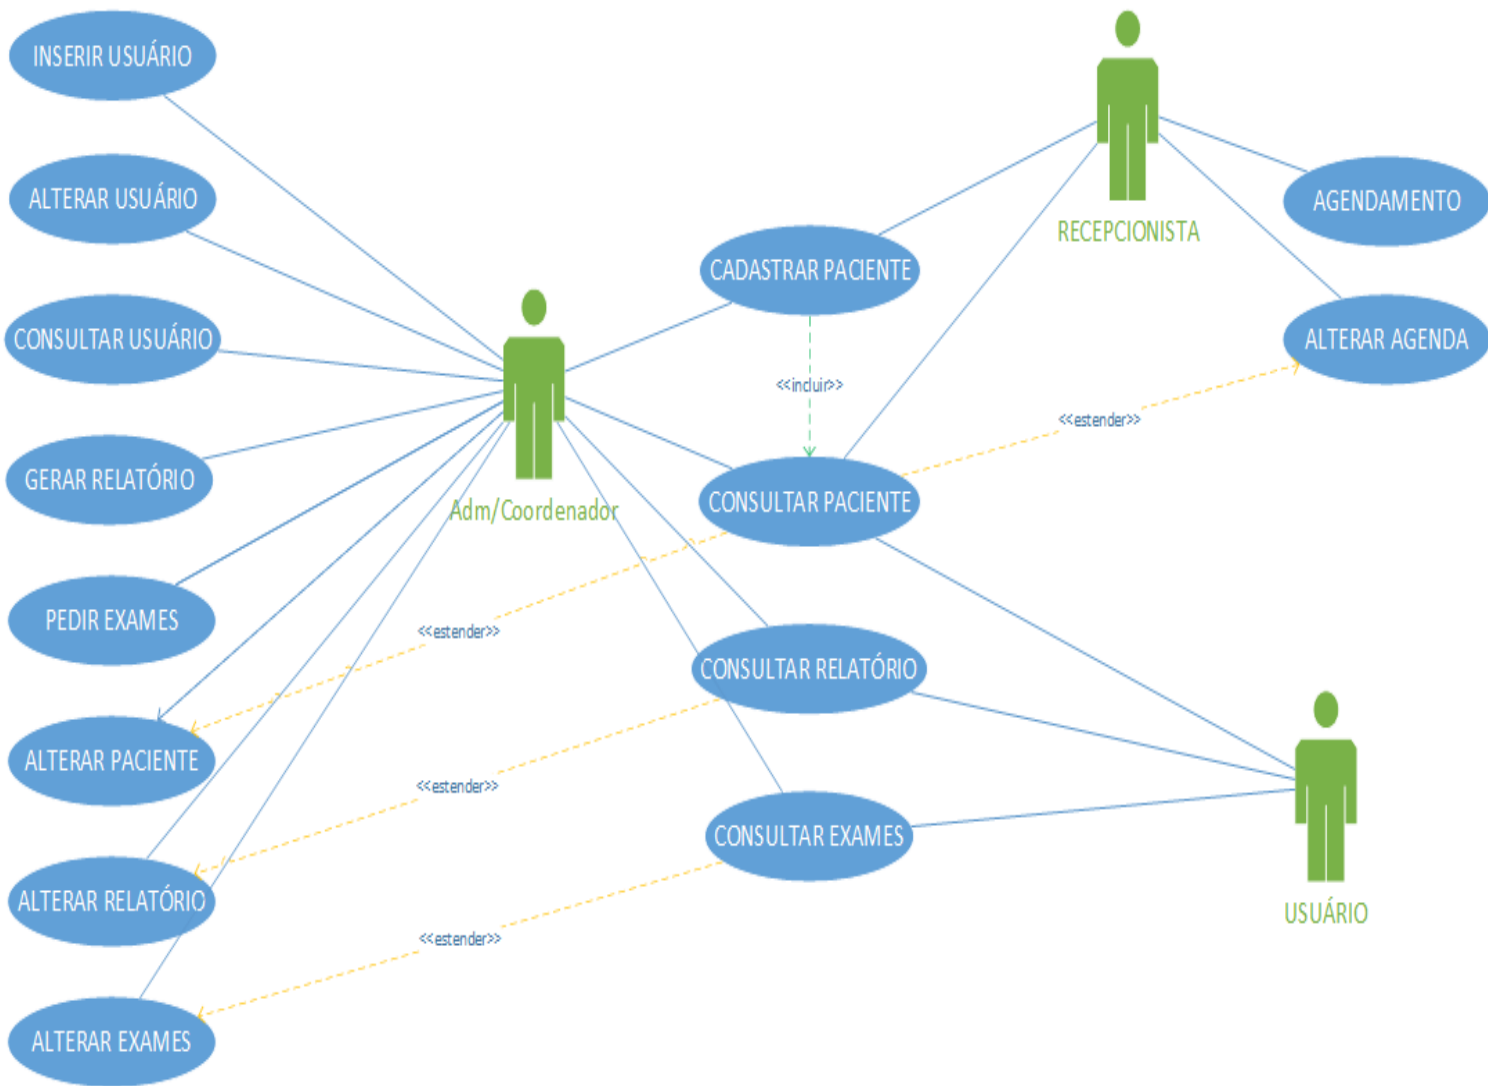 INSERIR USUÁRIO
ALTERAR USUÁRIO
CONSULTAR USUÁRIO
GERAR RELATÓRIO
PEDIR EXAMES
ALTERAR PACIENTE
ALTERAR RELATÓRIO
ALTERAR EXAMES
Adm/Coordenador
CADASTRAR PACIENTE
<<incluir>>
CONSULTAR PACIENTE
<<estender>>
CONSULTAR RELATÓRIO
<<estender>>
CONSULTAR EXAMES
<<estender>>
RECEPCIONISTA
AGENDAMENTO
ALTERAR AGENDA
<<estender>>
USUÁRIO